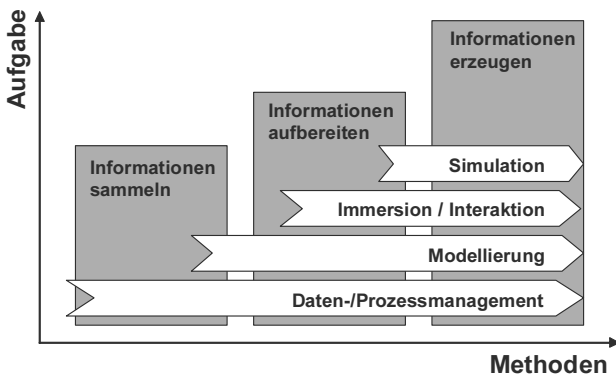 Aufgabe
Informationen
erzeugen
Informationen
aufbereiten
Informationen
sammeln
Simulation
Immersion / Interaktion
Modellierung
Daten-/Prozessmanagement
Methoden